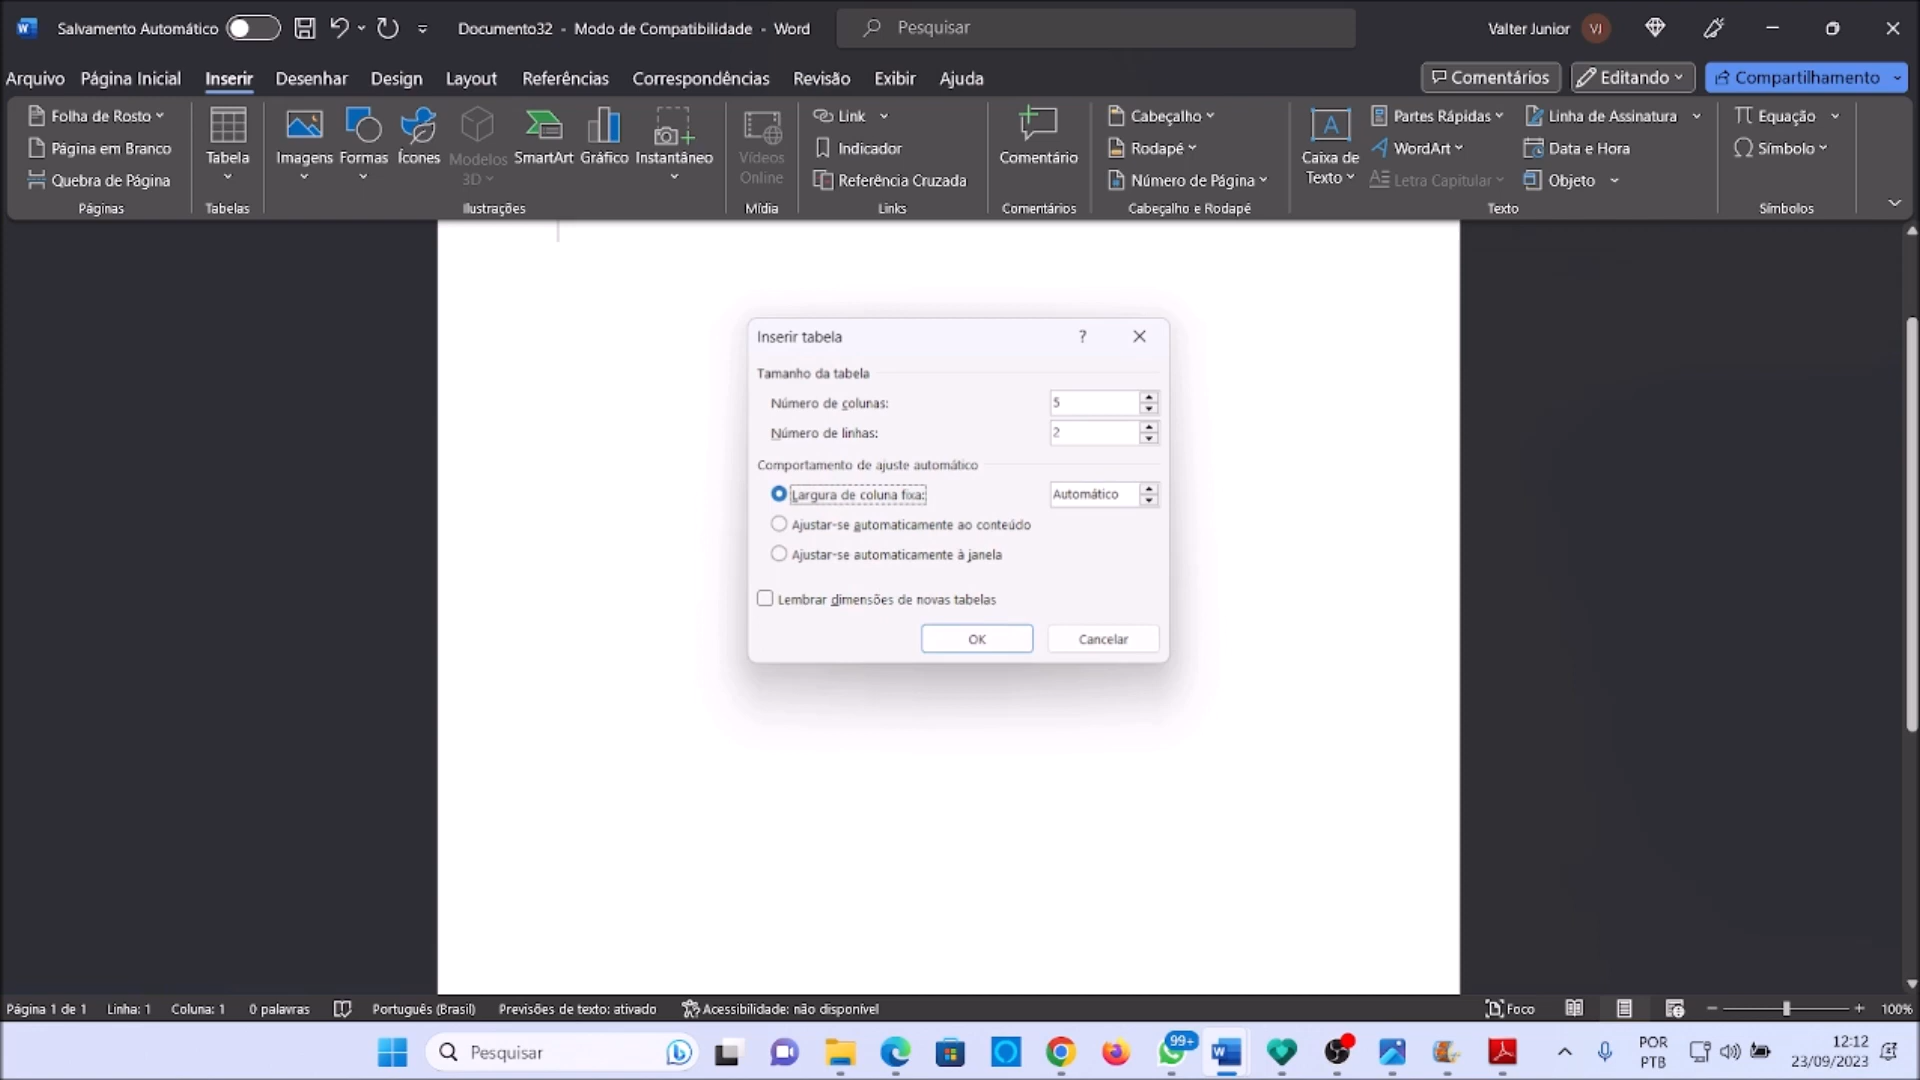 Salvamento Automático
Documento32 - Modo de Compatibilidade - Word
Pesquisar
Valter Junior VJ
Arquivo Página Inicial Inserir Desenhar Design Layout Referências Correspondências Revisão Exibir Ajuda
Comentários Editando Compartilhamento
Folha de Rosto
Página em Branco
Quebra de Página
Páginas
Tabela
Tabelas
Imagens Formas Ícones Modelos 3D SmartArt Gráfico Instantâneo
Ilustrações
Vídeos Online
Mídia
Link
Indicador
Referência Cruzada
Links
Comentário
Comentários
Cabeçalho
Rodapé
Número de Página
Cabeçalho e Rodapé
Caixa de Texto
Partes Rápidas
WordArt
Letra Capitular
Linha de Assinatura
Data e Hora
Objeto
Texto
Equação
Símbolo
Símbolos
Inserir tabela ?
Tamanho da tabela
Número de colunas: 5
Número de linhas: 2
Comportamento de ajuste automático
Largura de coluna fixa: Automático
Ajustar-se automaticamente ao conteúdo
Ajustar-se automaticamente à janela
Lembrar dimensões de novas tabelas
OK Cancelar
Página 1 de 1 Linha: 1 Coluna: 1 0 palavras Português (Brasil) Previsões de texto: ativado Acessibilidade: não disponível Foco 100%
Pesquisar
99+
POR
PTB
12:12
23/09/2023